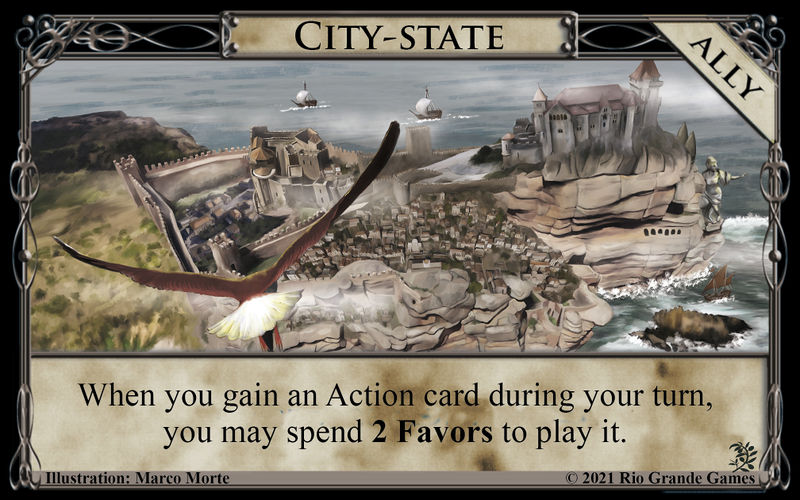 CITY-STATE
ALLY
When you gain an Action card during your turn,
you may spend 2 Favors to play it.
Illustration: Marco Morte
© 2021 Rio Grande Games